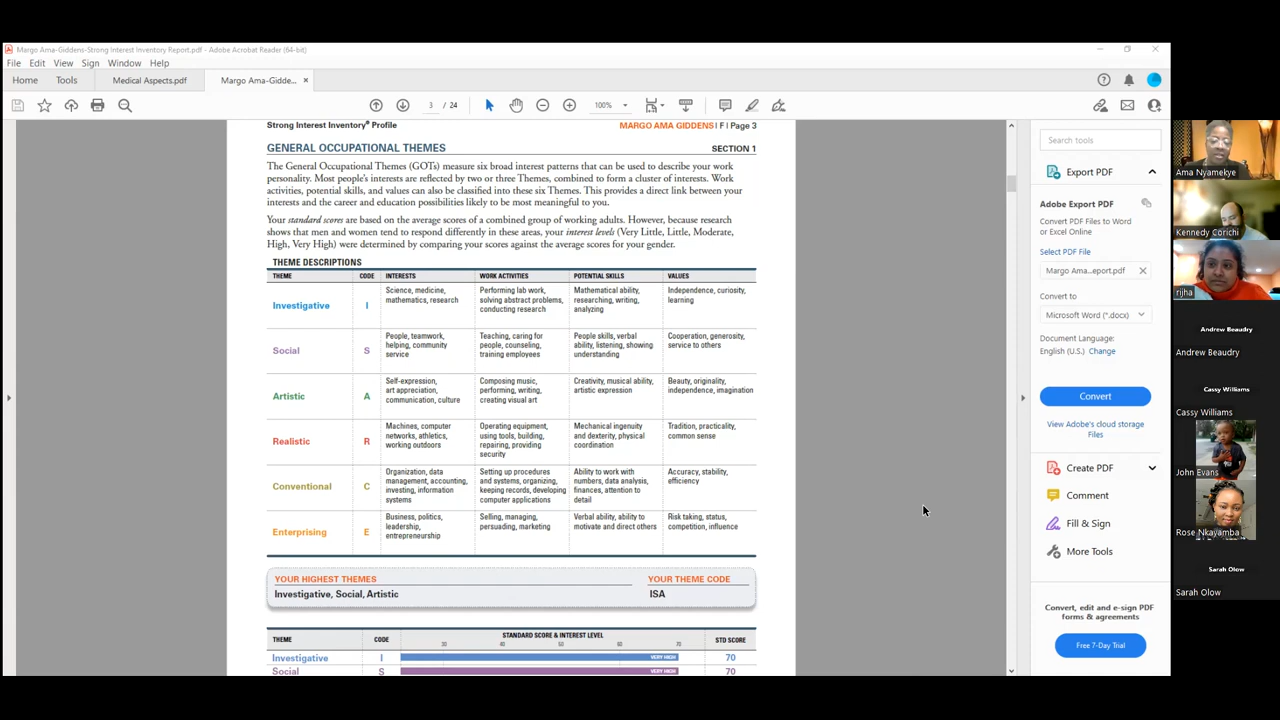 Margo Ama-Giddens-Strong Interest Inventory Report.pdf - Adobe Acrobat Reader (64-bit)
File Edit View Sign Window Help
Home Tools Medical Aspects.pdf Margo Ama-Gidde... ×
3 / 24 100%
Strong Interest Inventory® Profile MARGO AMA GIDDENS I F | Page 3
GENERAL OCCUPATIONAL THEMES SECTION 1
The General Occupational Themes (GOTs) measure six broad interest patterns that can be used to describe your work
personality. Most people's interests are reflected by two or three Themes, combined to form a cluster of interests. Work
activities, potential skills, and values can also be classified into these six Themes. This provides a direct link between your
interests and the career and education possibilities likely to be most meaningful to you.
Your standard scores are based on the average scores of a combined group of working adults. However, because research
shows that men and women tend to respond differently in these areas, your interest levels (Very Little, Little, Moderate,
High, Very High) were determined by comparing your scores against the average scores for your gender.
THEME DESCRIPTIONS
THEME CODE INTERESTS WORK ACTIVITIES POTENTIAL SKILLS VALUES
Investigative I
Science, medicine,
mathematics, research
Performing lab work,
solving abstract problems,
conducting research
Mathematical ability,
researching, writing,
analyzing
Independence, curiosity,
learning
Social S
People, teamwork,
helping, community
service
Teaching, caring for
people, counseling,
training employees
People skills, verbal
ability, listening, showing
understanding
Cooperation, generosity,
service to others
Artistic A
Self-expression,
art appreciation,
communication, culture
Composing music,
performing, writing,
creating visual art
Creativity, musical ability,
artistic expression
Beauty, originality,
independence, imagination
Realistic R
Machines, computer
networks, athletics,
working outdoors
Operating equipment,
using tools, building,
repairing, providing
security
Mechanical ingenuity
and dexterity, physical
coordination
Tradition, practicality,
common sense
Conventional C
Organization, data
management, accounting,
investing, information
systems
Setting up procedures
and systems, organizing,
keeping records, developing
computer applications
Ability to work with
numbers, data analysis,
finances, attention to
detail
Accuracy, stability,
efficiency
Enterprising E
Business, politics,
leadership,
entrepreneurship
Selling, managing,
persuading, marketing
Verbal ability, ability to
motivate and direct others
Risk taking, status,
competition, influence
YOUR HIGHEST THEMES YOUR THEME CODE
Investigative, Social, Artistic ISA
THEME CODE STANDARD SCORE & INTEREST LEVEL STD SCORE
30 40 50 60 70
Investigative I VERY HIGH 70
Social S VERY HIGH 70
Search tools
Export PDF
Adobe Export PDF
Convert PDF Files to Word
or Excel Online
Select PDF File
Margo Ama...eport.pdf
Convert to
Microsoft Word (*.docx)
Document Language:
English (U.S.) Change
Convert
View Adobe's cloud storage
Files
Create PDF
Comment
Fill & Sign
More Tools
Convert, edit and e-sign PDF
forms & agreements
Free 7-Day Trial
Ama Nyamekye
Kennedy Corichi
rijha
Andrew Beaudry
Andrew Beaudry
Cassy Williams
Cassy Williams
John Evans
Rose Nkayamba
Sarah Olow
Sarah Olow